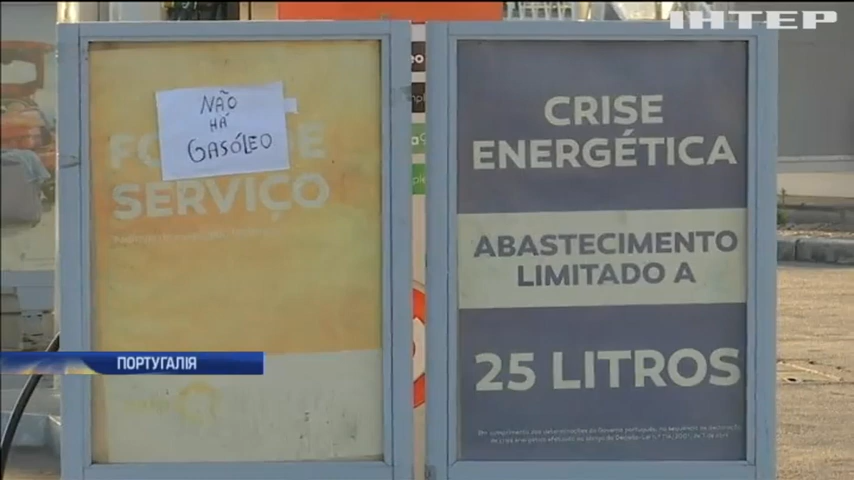 ІНТЕР
NÃO
HÁ
GASÓLEO
SERVIÇO
CRISE
ENERGÉTICA
ABASTECIMENTO
LIMITADO A
25 LITROS
ПОРТУГАЛІЯ